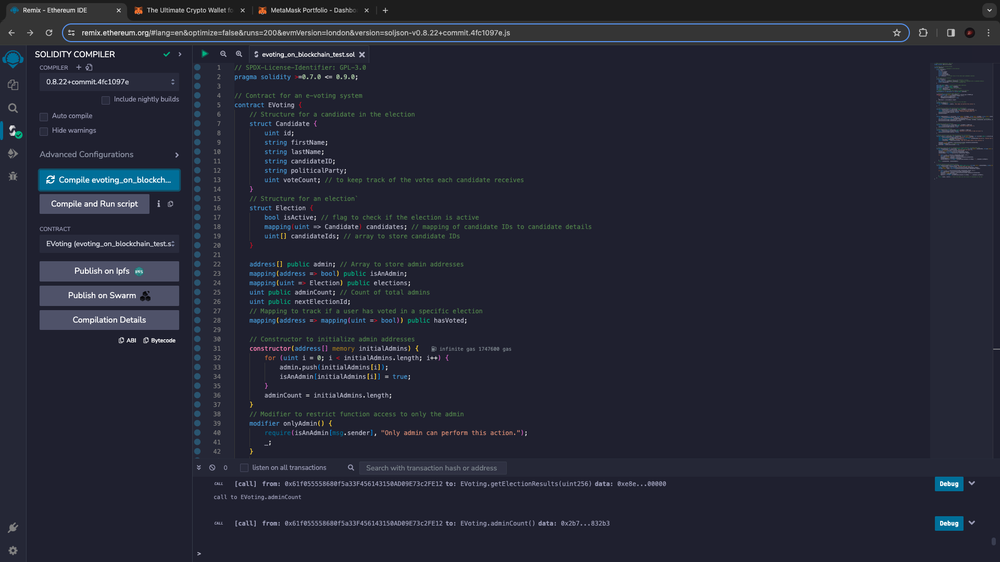 Remix - Ethereum IDE
The Ultimate Crypto Wallet fo
MetaMask Portfolio - Dashbo
remix.ethereum.org/#lang=en&optimize=false&runs=200&evmVersion=london&version=soljson-v0.8.22+commit.4fc1097e.js
SOLIDITY COMPILER
COMPILER
0.8.22+commit.4fc1097e
Include nightly builds
Auto compile
Hide warnings
Advanced Configurations
Compile evoting_on_blockch...
Compile and Run script
CONTRACT
EVoting (evoting_on_blockchain_test.s
Publish on Ipfs IPFS
Publish on Swarm
Compilation Details
ABI Bytecode
evoting_on_blockchain_test.sol
1 // SPDX-License-Identifier: GPL-3.0
2 pragma solidity >=0.7.0 <= 0.9.0;
3
4 // Contract for an e-voting system
5 contract EVoting {
6 // Structure for a candidate in the election
7 struct Candidate {
8 uint id;
9 string firstName;
10 string lastName;
11 string candidateID;
12 string politicalParty;
13 uint voteCount; // to keep track of the votes each candidate receives
14 }
15 // Structure for an election`
16 struct Election {
17 bool isActive; // flag to check if the election is active
18 mapping(uint => Candidate) candidates; // mapping of candidate IDs to candidate details
19 uint[] candidateIds; // array to store candidate IDs
20 }
21
22 address[] public admin; // Array to store admin addresses
23 mapping(address => bool) public isAnAdmin;
24 mapping(uint => Election) public elections;
25 uint public adminCount; // Count of total admins
26 uint public nextElectionId;
27 // Mapping to track if a user has voted in a specific election
28 mapping(address => mapping(uint => bool)) public hasVoted;
29
30 // Constructor to initialize admin addresses
31 constructor(address[] memory initialAdmins) { infinite gas 1747600 gas
32 for (uint i = 0; i < initialAdmins.length; i++) {
33 admin.push(initialAdmins[i]);
34 isAnAdmin[initialAdmins[i]] = true;
35 }
36 adminCount = initialAdmins.length;
37 }
38 // Modifier to restrict function access to only the admin
39 modifier onlyAdmin() {
40 require(isAnAdmin[msg.sender], "Only admin can perform this action.");
41 _;
42 }
0 listen on all transactions Search with transaction hash or address
CALL [call] from: 0x61f055558680f5a33F456143150AD09E73c2FE12 to: EVoting.getElectionResults(uint256) data: 0xe8e...00000 Debug
call to EVoting.adminCount
CALL [call] from: 0x61f055558680f5a33F456143150AD09E73c2FE12 to: EVoting.adminCount() data: 0x2b7...832b3 Debug
>